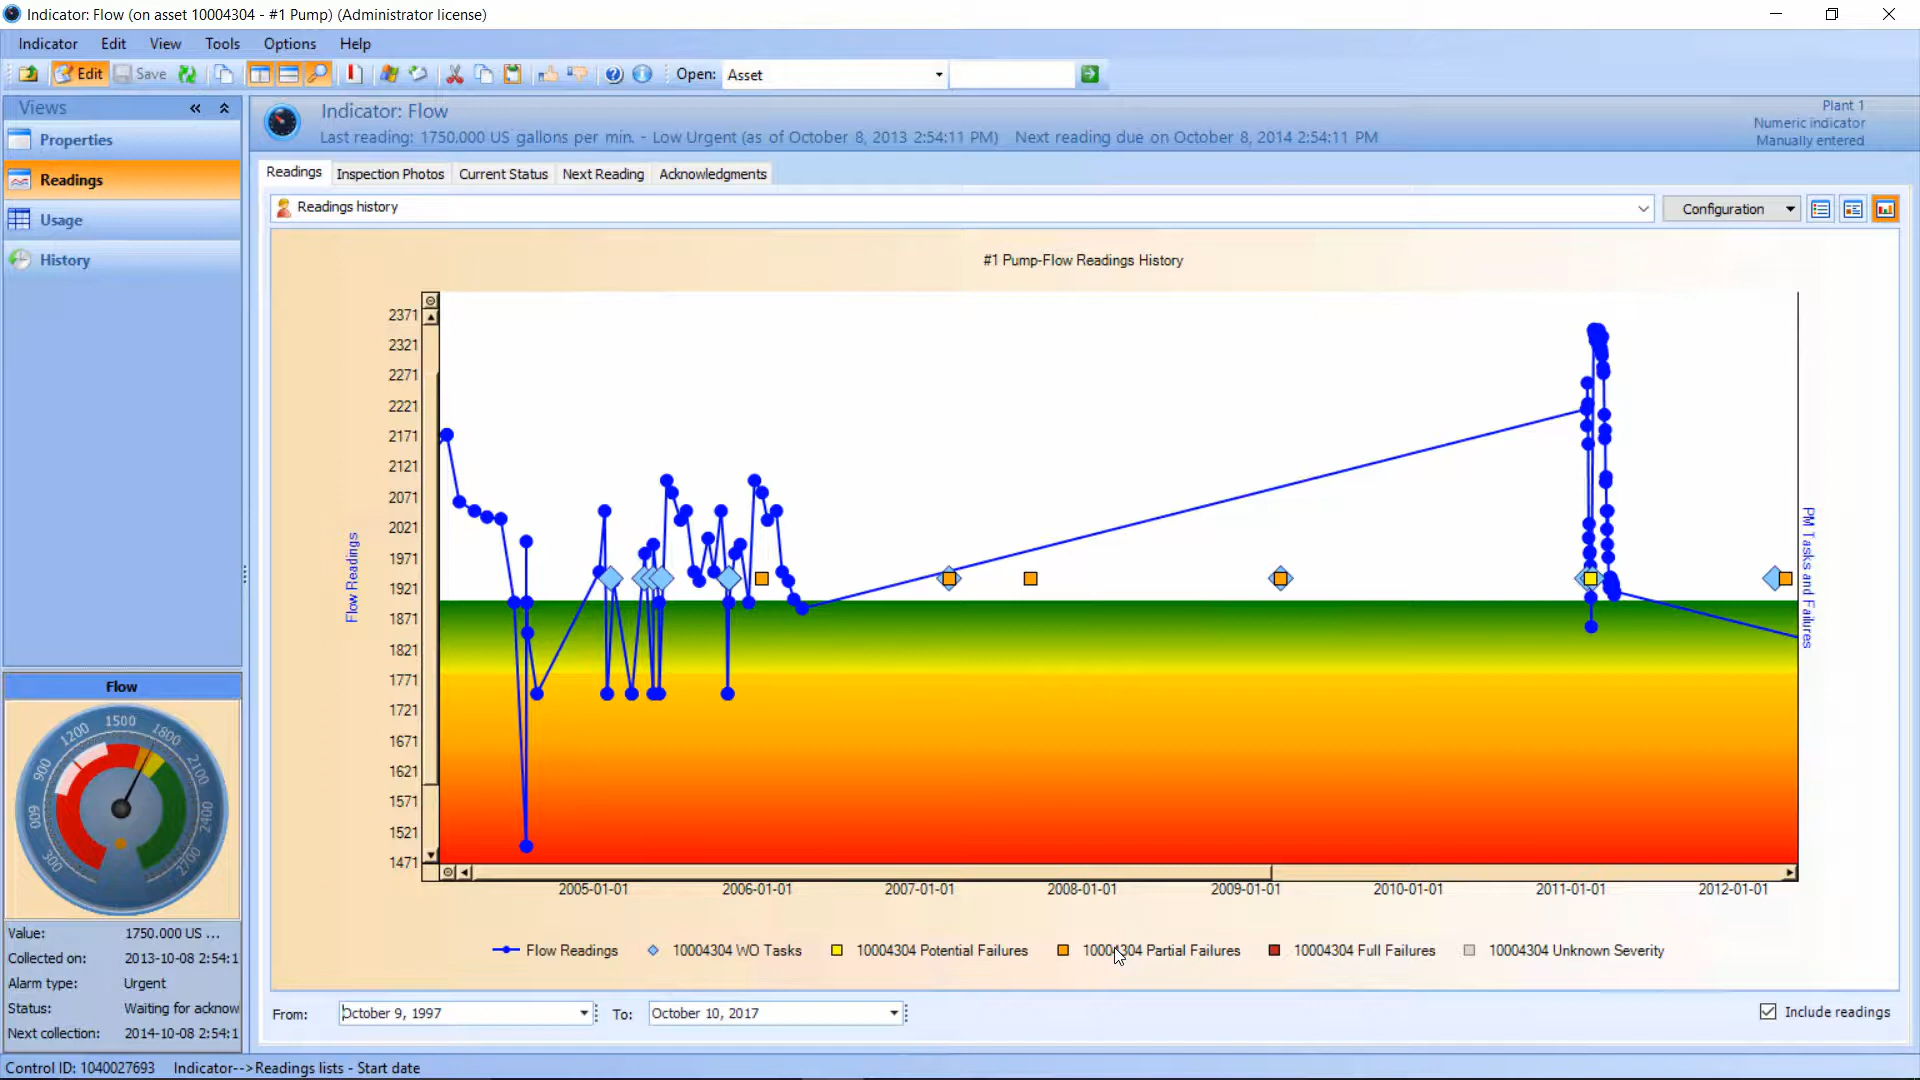 Indicator: Flow (on asset 10004304 - #1 Pump) (Administrator license)
Indicator Edit View Tools Options Help
Edit Save Open: Asset
Views
Properties
Readings
Usage
History
Indicator: Flow
Last reading: 1750.000 US gallons per min. - Low Urgent (as of October 8, 2013 2:54:11 PM) Next reading due on October 8, 2014 2:54:11 PM
Plant 1
Numeric indicator
Manually entered
Readings Inspection Photos Current Status Next Reading Acknowledgments
Readings history
Configuration
#1 Pump-Flow Readings History
2371
2321
2271
2221
2171
2121
2071
2021
1971
1921
1871
1821
1771
1721
1671
1621
1571
1521
1471
Flow Readings
PM Tasks and Failures
2005-01-01 2006-01-01 2007-01-01 2008-01-01 2009-01-01 2010-01-01 2011-01-01 2012-01-01
Flow Readings 10004304 WO Tasks 10004304 Potential Failures 10004304 Partial Failures 10004304 Full Failures 10004304 Unknown Severity
From: October 9, 1997 To: October 10, 2017 Include readings
Flow
300 600 900 1200 1500 1800 2100 2400 2700
Value: 1750.000 US ...
Collected on: 2013-10-08 2:54:1
Alarm type: Urgent
Status: Waiting for acknow
Next collection: 2014-10-08 2:54:1
Control ID: 1040027693 Indicator-->Readings lists - Start date